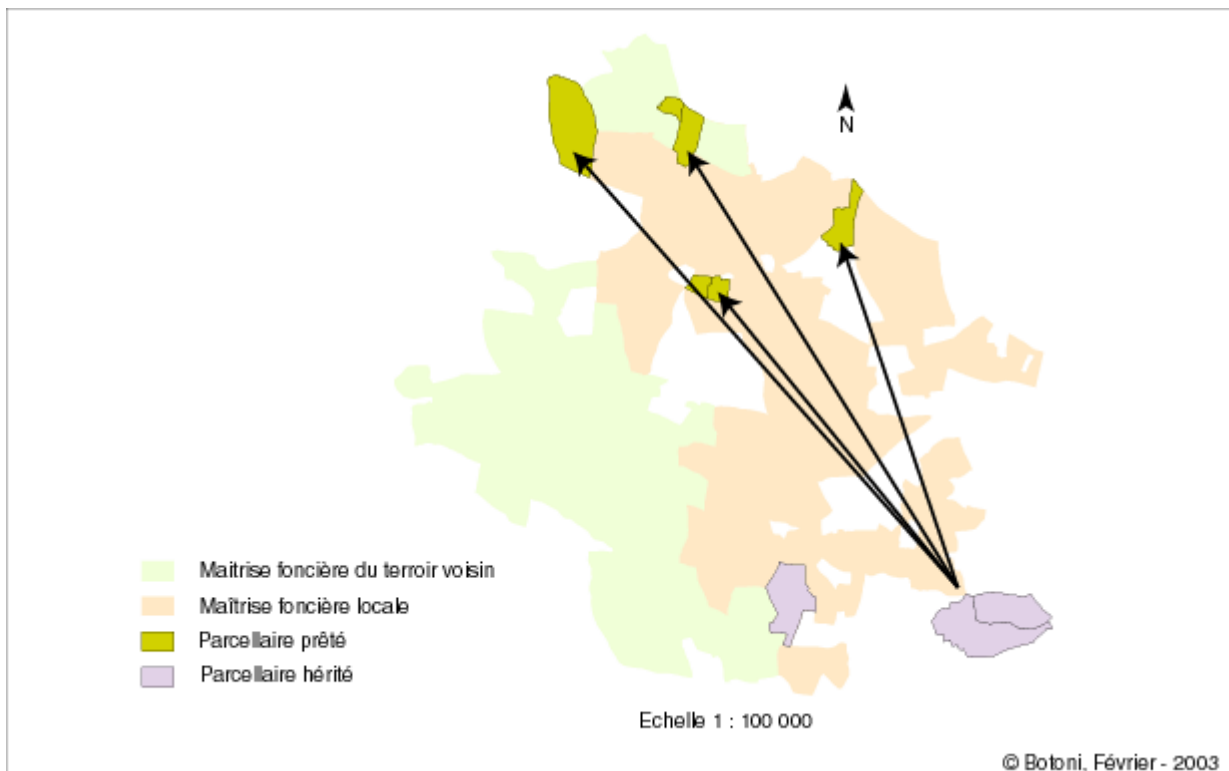 N
Maitrise foncière du terroir voisin
Maîtrise foncière locale
Parcellaire prêté
Parcellaire hérité
Echelle 1 : 100 000
© Botoni, Février - 2003